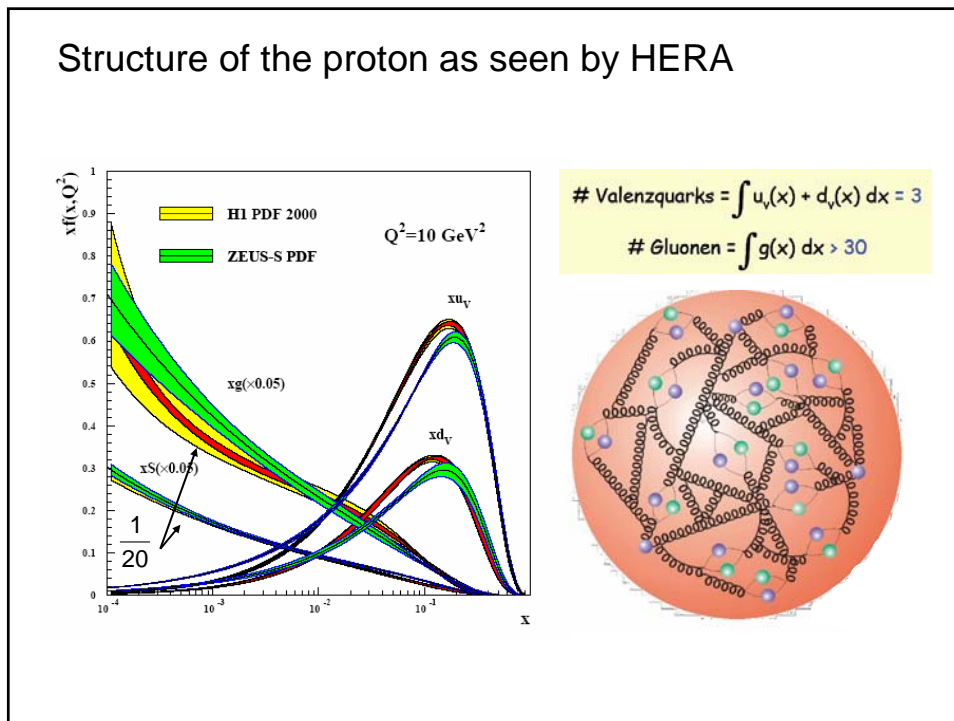 Structure of the proton as seen by HERA
xf(x,Q²)
1
0.9
0.8
0.7
0.6
0.5
0.4
0.3
0.2
0.1
0
H1 PDF 2000
ZEUS-S PDF
Q²=10 GeV²
xu_V
xg(×0.05)
xd_V
xS(×0.05)
1
20
10⁻⁴
10⁻³
10⁻²
10⁻¹
x
# Valenzquarks = ∫ u_v(x) + d_v(x) dx = 3
# Gluonen = ∫ g(x) dx > 30